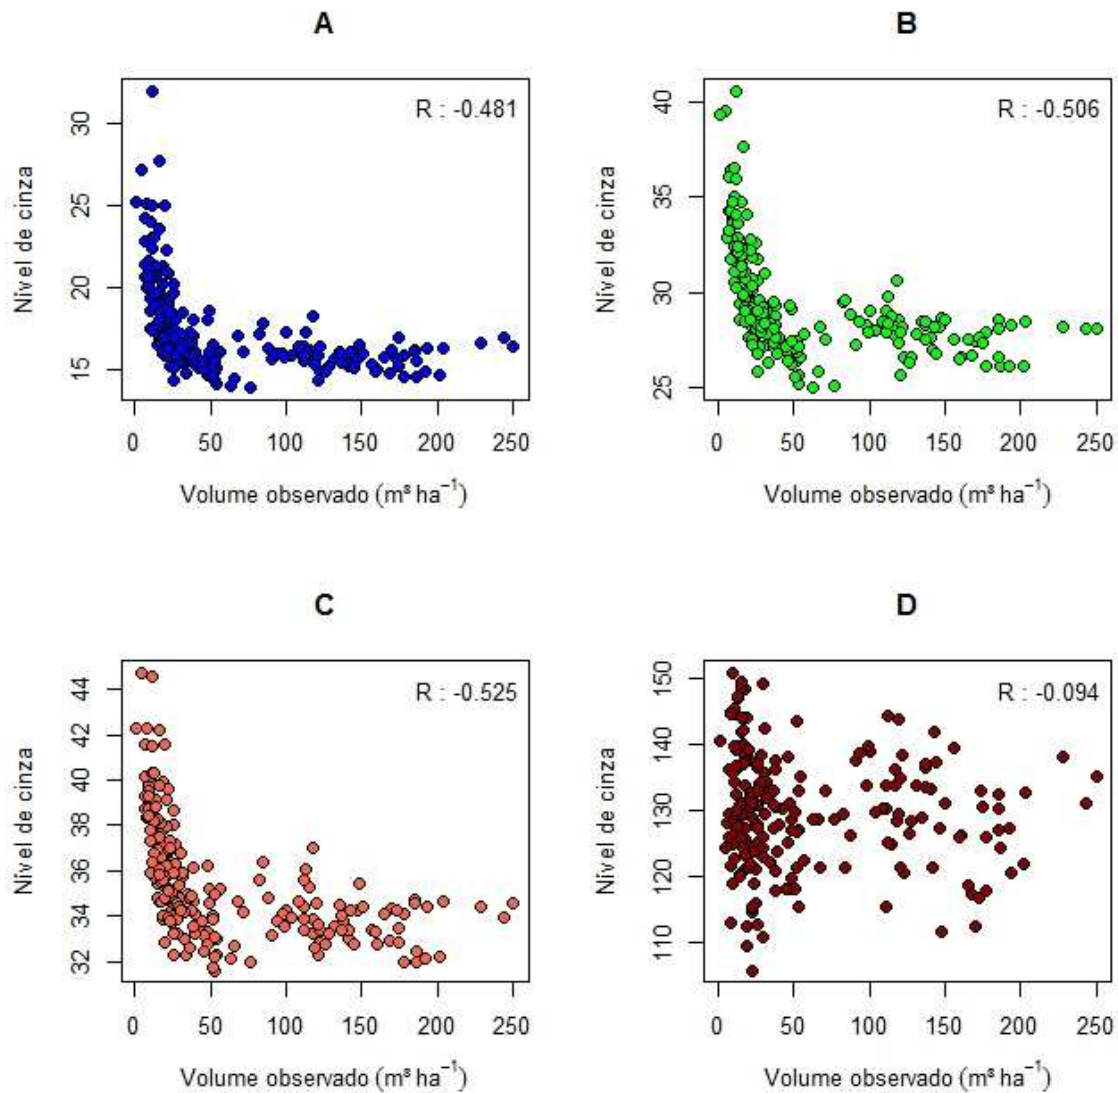 A
R : -0.481
Nível de cinza
30
25
20
15
0 50 100 150 200 250
Volume observado (m³ ha⁻¹)
B
R : -0.506
Nível de cinza
40
35
30
25
0 50 100 150 200 250
Volume observado (m³ ha⁻¹)
C
R : -0.525
Nível de cinza
44
42
40
38
36
34
32
0 50 100 150 200 250
Volume observado (m³ ha⁻¹)
D
R : -0.094
Nível de cinza
150
140
130
120
110
0 50 100 150 200 250
Volume observado (m³ ha⁻¹)